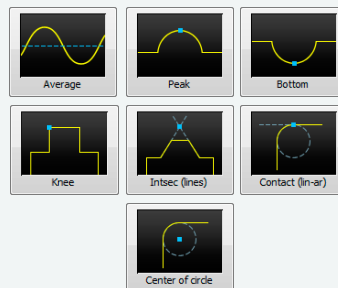 Average
Peak
Bottom
Knee
Intsec (lines)
Contact (lin-ar)
Center of circle